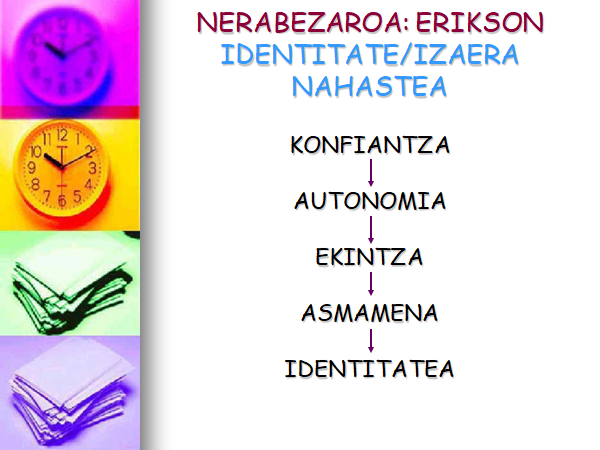 NERABEZAROA: ERIKSON
IDENTITATE/IZAERA
NAHASTEA
KONFIANTZA
AUTONOMIA
EKINTZA
ASMAMENA
IDENTITATEA